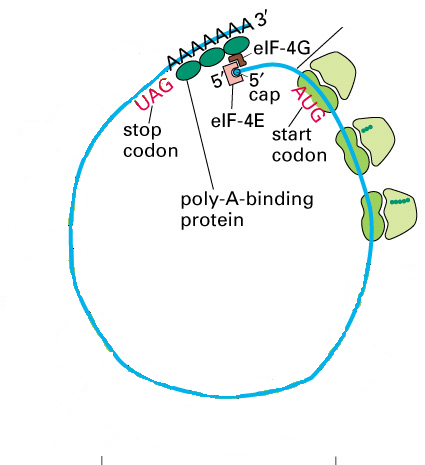 AAAAAAA 3′
eIF-4G
5′ 5′
cap
UAG
AUG
eIF-4E
stop
codon
start
codon
poly-A-binding
protein